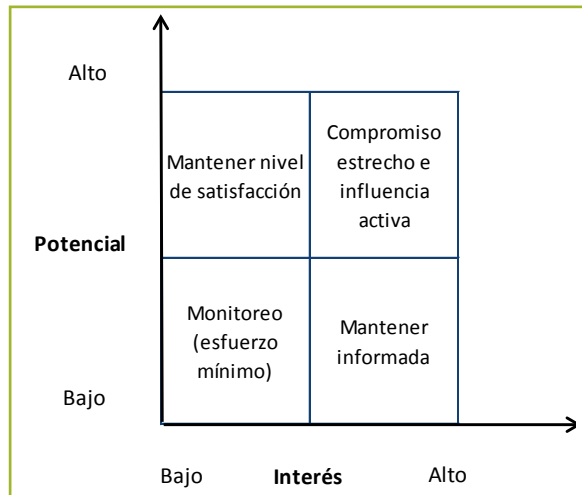 Alto
Mantener nivel
de satisfacción
Compromiso
estrecho e
influencia
activa
Potencial
Monitoreo
(esfuerzo
mínimo)
Mantener
informada
Bajo
Bajo
Interés
Alto